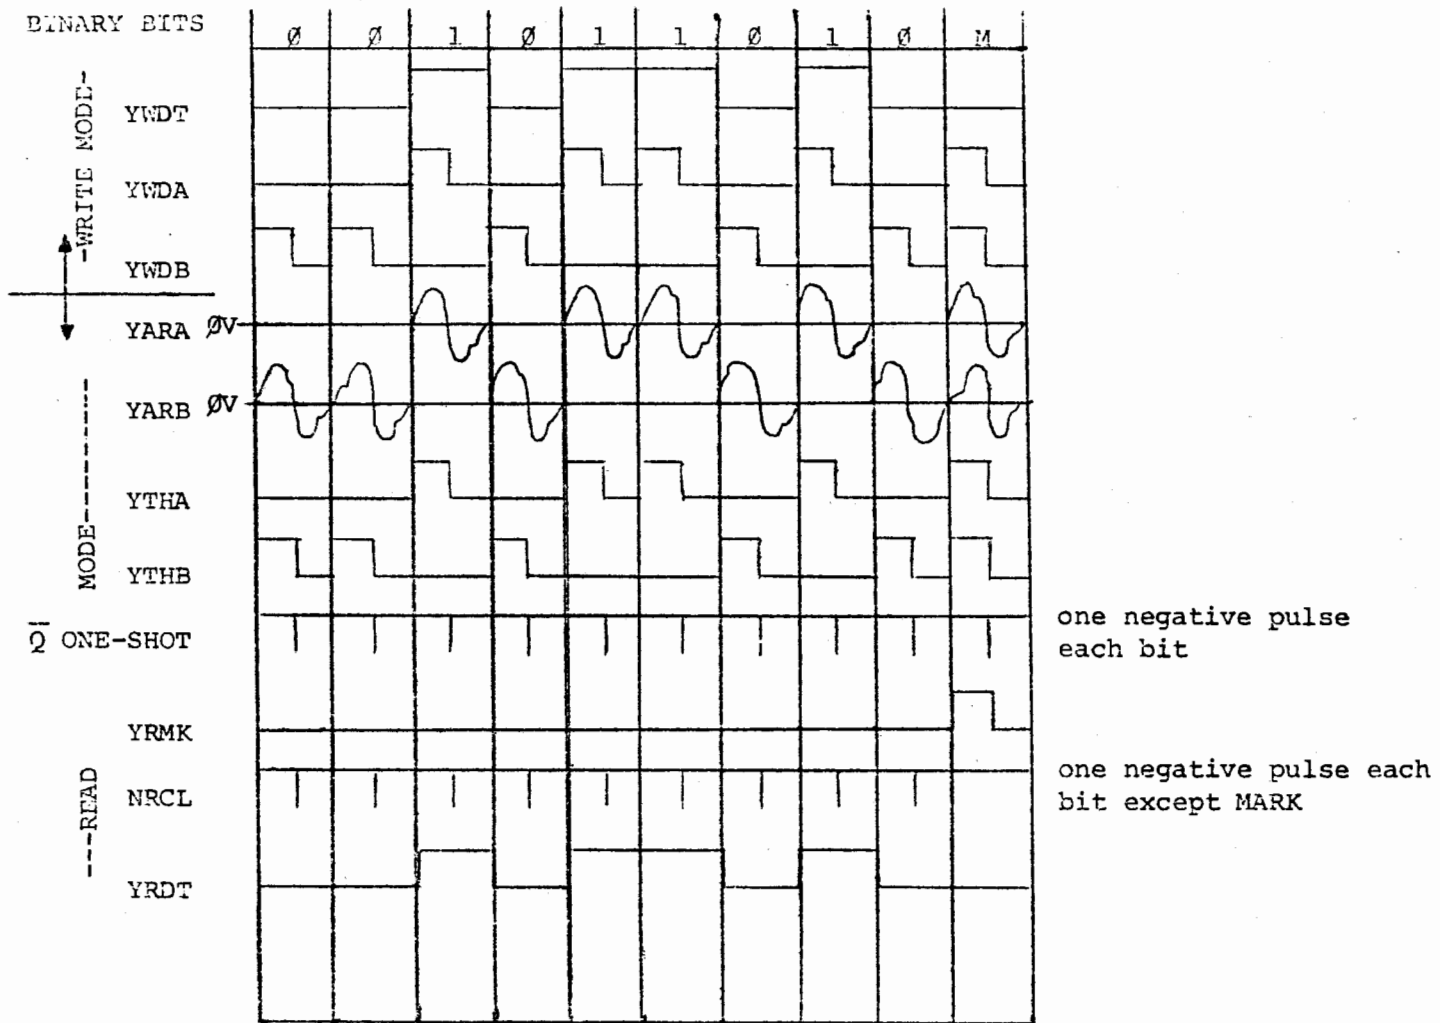 BINARY BITS
Ø Ø 1 Ø 1 1 Ø 1 Ø M
-WRITE MODE-
YWDT
YWDA
YWDB
YARA ØV
YARB ØV
MODE----------
YTHA
YTHB
Q̅ ONE-SHOT
one negative pulse
each bit
YRMK
---READ
NRCL
one negative pulse each
bit except MARK
YRDT